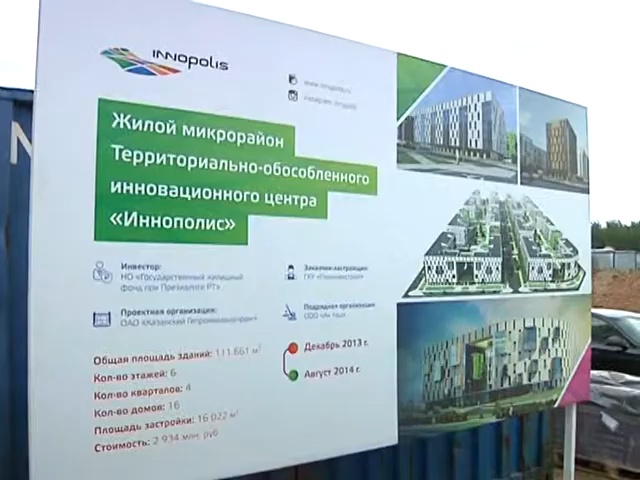 INNOPOLIS
Жилой микрорайон
Территориально-обособленного
инновационного центра
«Иннополис»
Инвестор:
НО «Государственный жилищный
фонд при Президенте РТ»
Заказчик-застройщик:
Проектная организация:
ОАО «Казанский Гипронииавиапром»
Подрядная организация:
Общая площадь зданий: 111 661 м²
Кол-во этажей: 6
Кол-во кварталов: 4
Кол-во домов: 16
Площадь застройки: 16 022 м²
Стоимость: 2 934 млн. руб
Декабрь 2013 г.
Август 2014 г.
N